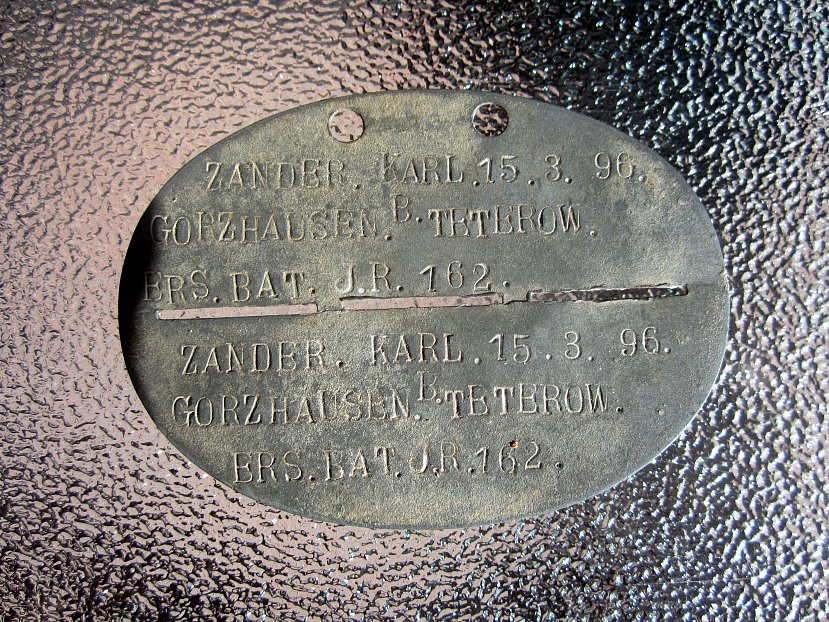 ZANDER. KARL. 15. 3. 96.
GORZHAUSEN. B. TETEROW.
ERS. BAT. J.R. 162.
ZANDER. KARL. 15. 3. 96.
GORZHAUSEN. B. TETEROW.
ERS. BAT. J.R. 162.